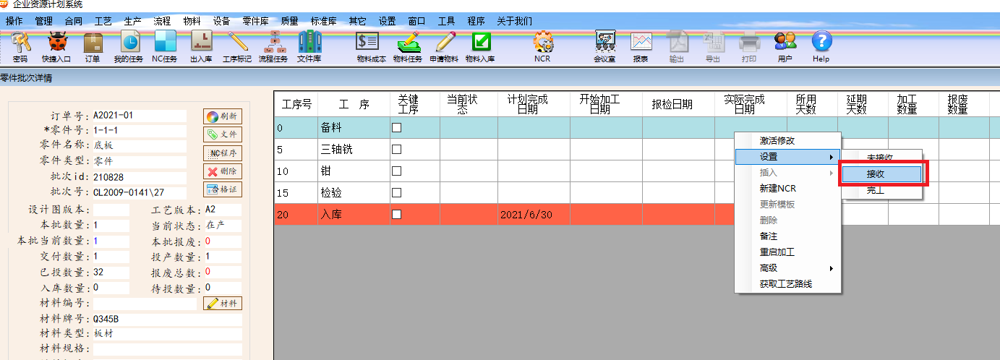 企业资源计划系统
操作 管理 合同 工艺 生产 流程 物料 设备 零件库 质量 标准库 其它 设置 窗口 工具 程序 关于我们
密码 快捷入口 订单 我的任务 NC任务 出入库 工序标记 流程任务 文件库 物料成本 物料任务 申请物料 物料入库 NCR 会议室 报表 输出 导出 打印 用户 Help
零件批次详情
订单号: A2021-01 刷新
*零件号: 1-1-1 文件
零件名称: 底板
零件类型: 零件 NC程序
批次id: 210828 删除
批次号: CL2009-0141\27 合格证
设计图版本: 工艺版本: A2
本批数量: 1 当前状态: 在产
本批当前数量: 1 本批报废: 0
交付数量: 1 投产数量: 1
已投数量: 32 报废总数: 0
入库数量: 0 待投数量: 0
材料编号: 材料
材料牌号: Q345B
材料类型: 板材
材料规格:
工序号 工 序 关键工序 当前状态 计划完成日期 开始加工日期 报检日期 实际完成日期 所用天数 延期天数 加工数量 报废数量
0 备料
5 三轴铣
10 钳
15 检验
20 入库 2021/6/30
激活修改
设置
插入
新建NCR
更新模板
删除
备注
重启加工
高级
获取工艺路线
未接收
接收
完工